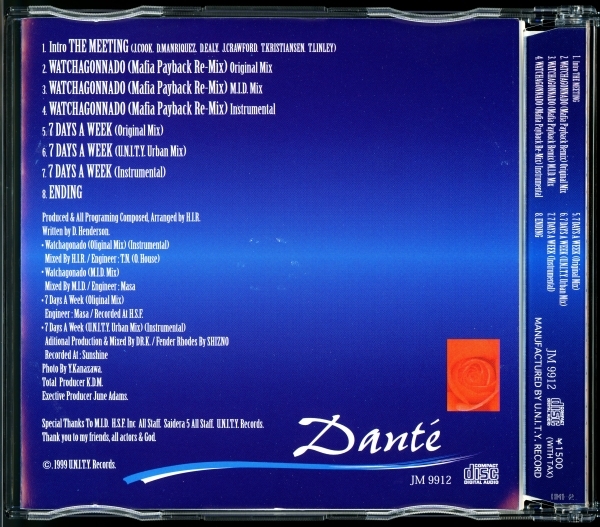 1. Intro THE MEETING (J.COOK, D.MANRIQUEZ, D.EALY, J.CRAWFORD, T.KRISTIANSEN, T.LINLEY)
2. WATCHAGONNADO (Mafia Payback Re-Mix) Original Mix
3. WATCHAGONNADO (Mafia Payback Re-Mix) M.I.D. Mix
4. WATCHAGONNADO (Mafia Payback Re-Mix) Instrumental
5. 7 DAYS A WEEK (Original Mix)
6. 7 DAYS A WEEK (U.N.I.T.Y. Urban Mix)
7. 7 DAYS A WEEK (Instrumental)
8. ENDING
Produced & All Programing Composed, Arranged by H.I.R.
Written by D. Henderson.
• Watchagonado (Oliginal Mix) (Instrumental)
Mixed By H.I.R. / Engineer : T.N. (O. House)
• Watchagonado (M.I.D. Mix)
Mixed By M.I.D. / Engineer : Masa
• 7 Days A Week (Oliginal Mix)
Engineer : Masa / Recorded At H.S.F.
• 7 Days A Week (U.N.I.T.Y. Urban Mix) (Instrumental)
Aditional Production & Mixed By DR.K. / Fender Rhodes By SHIZNO
Recorded At : Sunshine
Photo By Y.Kanazawa.
Total Producer K.D.M.
Exective Producer June Adams.
Special Thanks To M.I.D. H.S.F. Inc All Staff. Saidera 5 All Staff. U.N.I.T.Y. Records.
Thank you to my friends, all actors & God.
©. 1999 U.N.I.T.Y. Records.
Danté
JM 9912
COMPACT
disc
DIGITAL AUDIO
1. Intro THE MEETING
2. WATCHAGONNADO (Mafia Payback Remix) Original Mix
3. WATCHAGONNADO (Mafia Payback Remix) M.I.D. Mix
4. WATCHAGONNADO (Mafia Payback Re-Mix) Instrumental
5. 7 DAYS A WEEK (Original Mix)
6. 7 DAYS A WEEK (U.N.I.T.Y. Urban Mix)
7. 7 DAYS A WEEK (Instrumental)
8. ENDING
JM 9912
MANUFACTURED BY U.N.I.T.Y. RECORD
COMPACT
disc
DIGITAL AUDIO
¥1500
(WITH TAX)